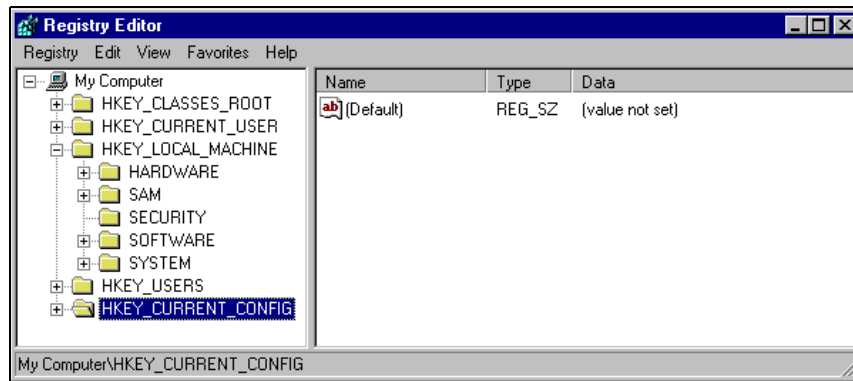 Registry Editor
Registry Edit View Favorites Help
My Computer
HKEY_CLASSES_ROOT
HKEY_CURRENT_USER
HKEY_LOCAL_MACHINE
HARDWARE
SAM
SECURITY
SOFTWARE
SYSTEM
HKEY_USERS
HKEY_CURRENT_CONFIG
Name Type Data
ab (Default) REG_SZ (value not set)
My Computer\HKEY_CURRENT_CONFIG